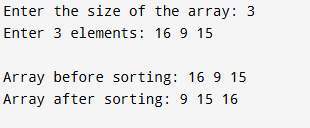 Enter the size of the array: 3
Enter 3 elements: 16 9 15
Array before sorting: 16 9 15
Array after sorting: 9 15 16